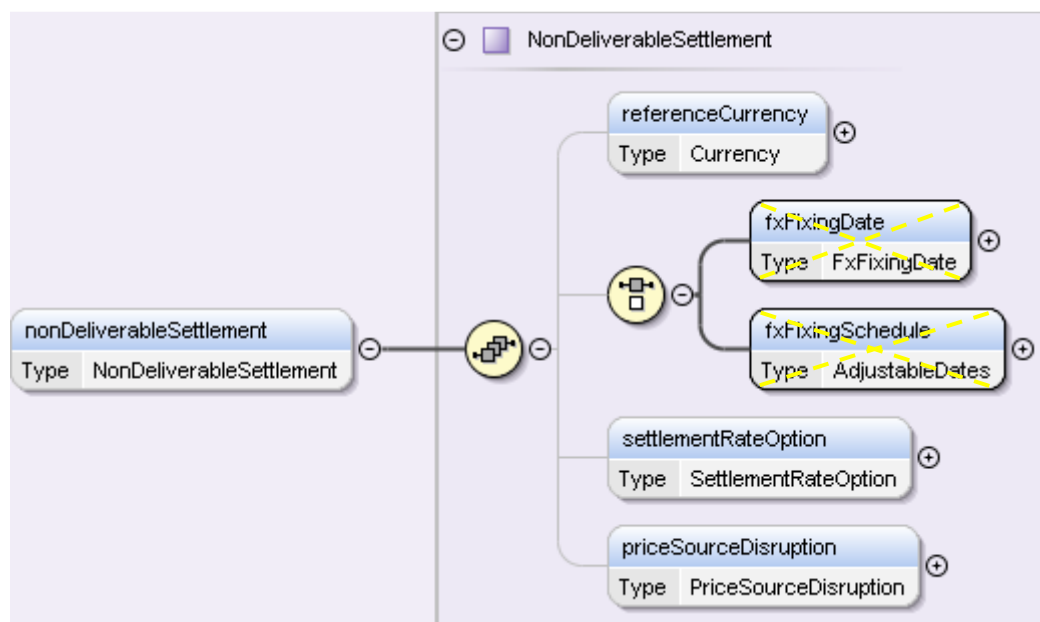 NonDeliverableSettlement
referenceCurrency
Type Currency
fxFixingDate
Type FxFixingDate
nonDeliverableSettlement
Type NonDeliverableSettlement
fxFixingSchedule
Type AdjustableDates
settlementRateOption
Type SettlementRateOption
priceSourceDisruption
Type PriceSourceDisruption